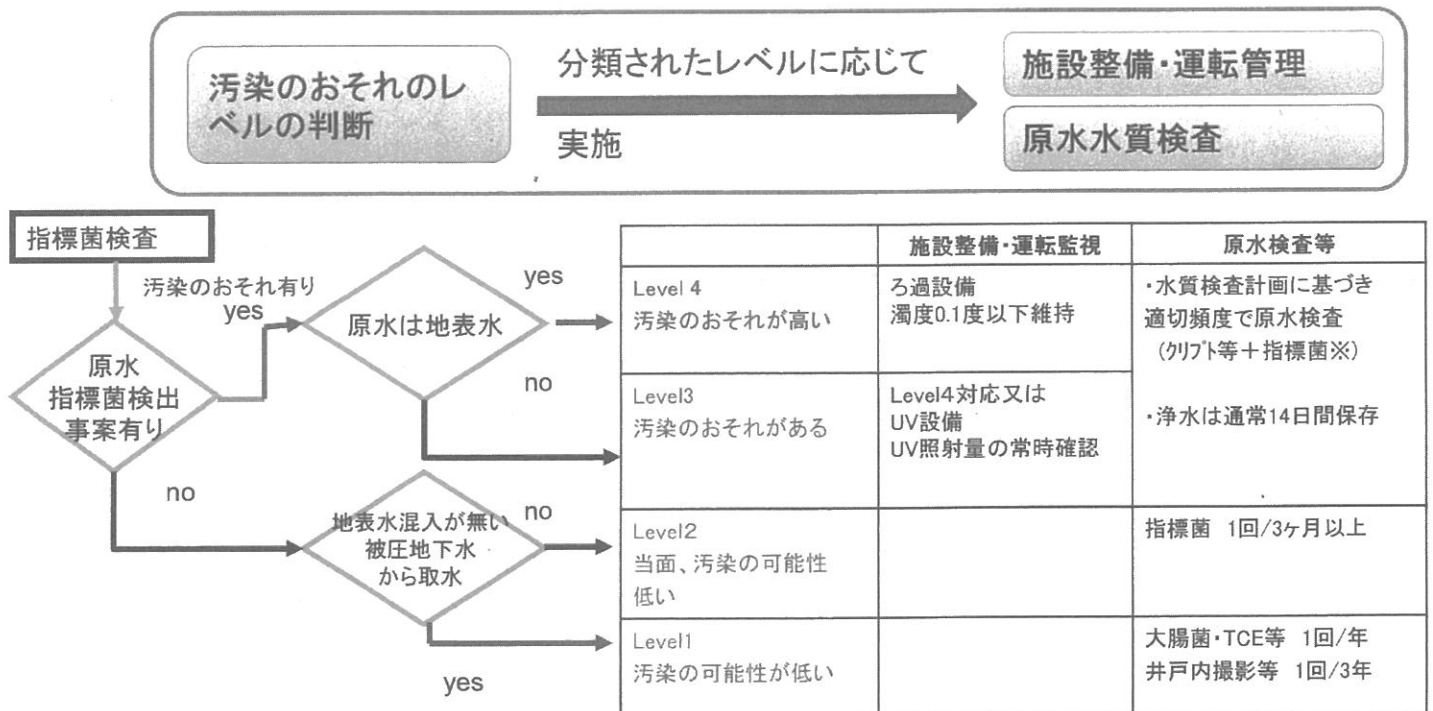 汚染のおそれのレ
ベルの判断
分類されたレベルに応じて
実施
施設整備・運転管理
原水水質検査
指標菌検査
汚染のおそれ有り
yes
原水
指標菌検出
事案有り
no
原水は地表水
yes
no
地表水混入が無い
被圧地下水
から取水
no
yes
施設整備・運転監視
原水検査等
Level 4
汚染のおそれが高い
ろ過設備
濁度0.1度以下維持
・水質検査計画に基づき
適切頻度で原水検査
(ｸﾘﾌﾟﾄ等＋指標菌※)
・浄水は通常14日間保存
Level3
汚染のおそれがある
Level4対応又は
UV設備
UV照射量の常時確認
Level2
当面、汚染の可能性
低い
指標菌 1回/3ヶ月以上
Level1
汚染の可能性が低い
大腸菌・TCE等 1回/年
井戸内撮影等 1回/3年